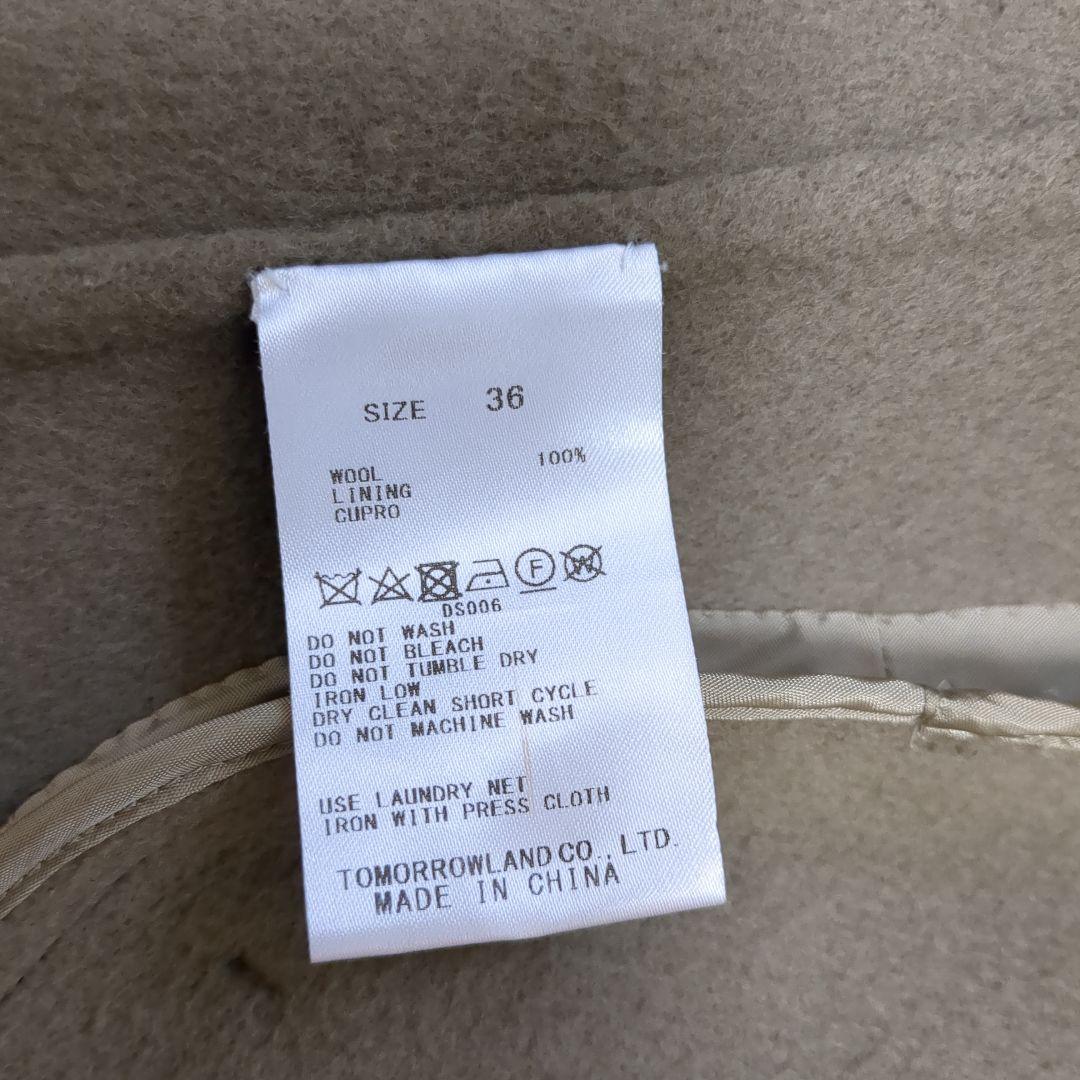 SIZE 36
WOOL 100%
LINING
CUPRO
F W
DS006
DO NOT WASH
DO NOT BLEACH
DO NOT TUMBLE DRY
IRON LOW
DRY CLEAN SHORT CYCLE
DO NOT MACHINE WASH
USE LAUNDRY NET
IRON WITH PRESS CLOTH
TOMORROWLAND CO., LTD.
MADE IN CHINA